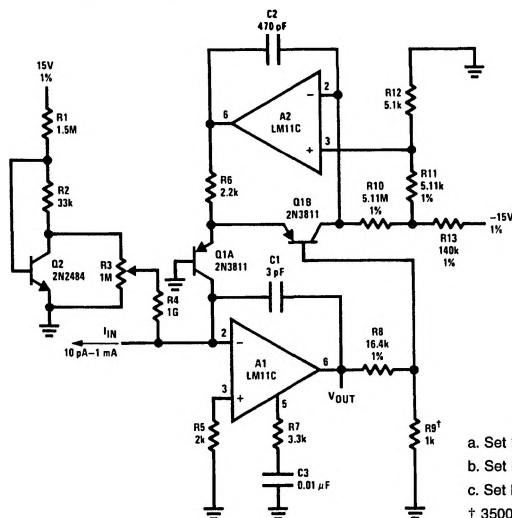 C2
470 pF
15V
1%
R1
1.5M
R2
33k
Q2
2N2484
R3
1M
R4
1G
I_IN
10 pA–1 mA
6
A2
LM11C
2
3
–
+
R12
5.1k
R11
5.11k
1%
R6
2.2k
Q1B
2N3811
R10
5.11M
1%
–15V
1%
R13
140k
1%
Q1A
2N3811
C1
3 pF
2
–
A1
LM11C
6
3
+
5
V_OUT
R8
16.4k
1%
R5
2k
R7
3.3k
C3
0.01 μF
R9†
1k
a. Set
b. Set
c. Set
† 3500